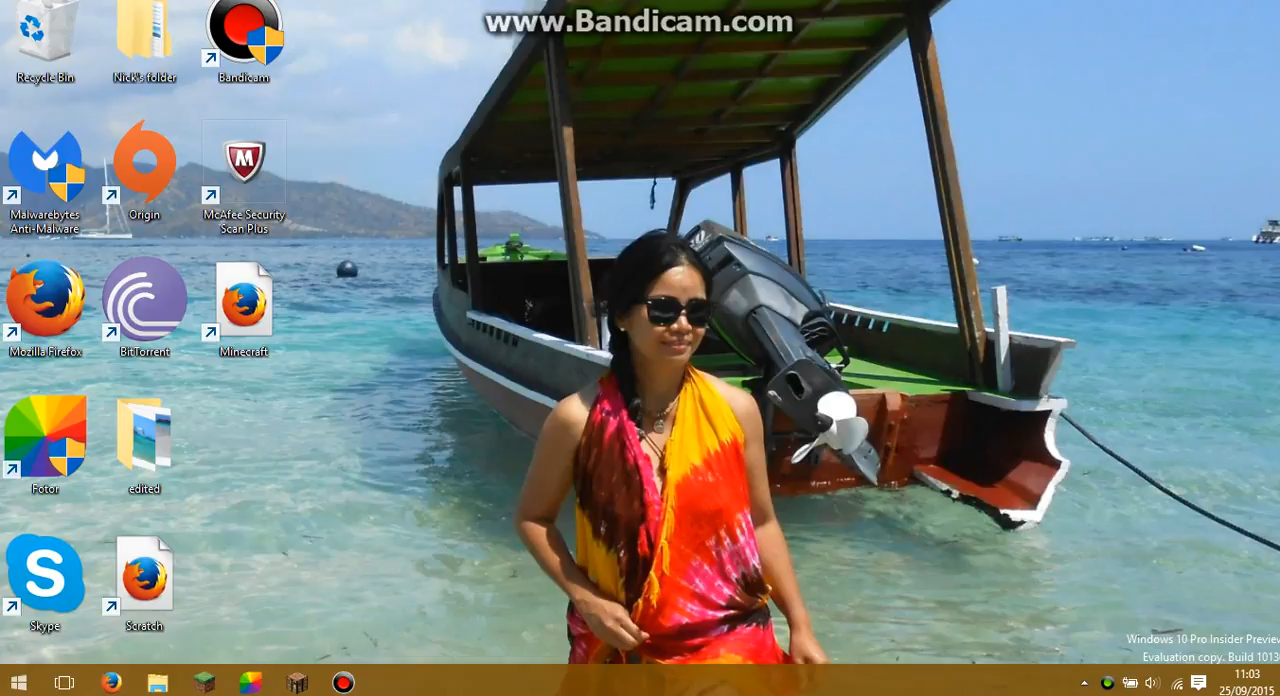 www.Bandicam.com
Recycle Bin
Nick's folder
Bandicam
Malwarebytes
Anti-Malware
Origin
McAfee Security
Scan Plus
Mozilla Firefox
BitTorrent
Minecraft
Fotor
edited
Skype
Scratch
Windows 10 Pro Insider Preview
Evaluation copy. Build 1013
11:03
25/09/2015